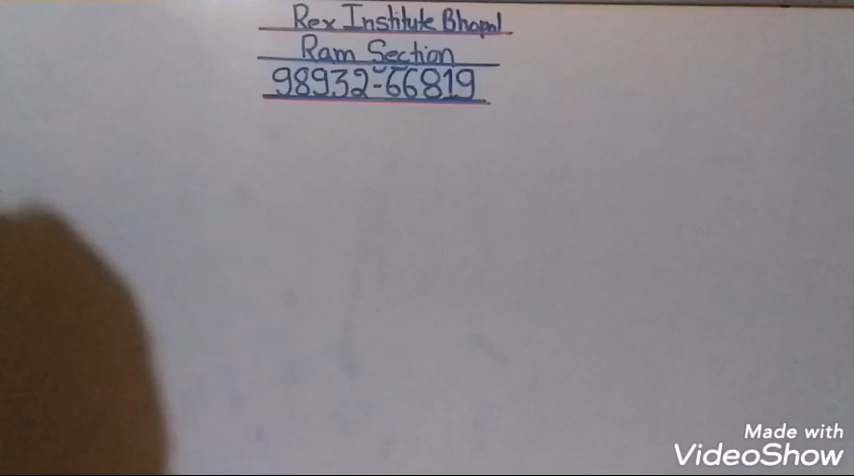 Rex Institute Bhopal
Ram Section
98932-66819
Made with
VideoShow